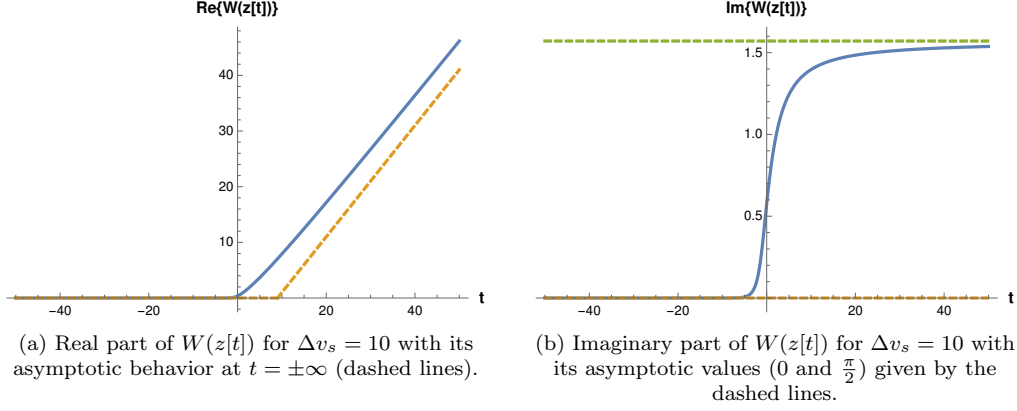 Re{W(z[t])}
40
30
20
10
−40
−20
20
40
t
(a) Real part of W(z[t]) for Δv_s = 10 with its
asymptotic behavior at t = ±∞ (dashed lines).
Im{W(z[t])}
1.5
1.0
0.5
−40
−20
20
40
t
(b) Imaginary part of W(z[t]) for Δv_s = 10 with
its asymptotic values (0 and π/2) given by the
dashed lines.